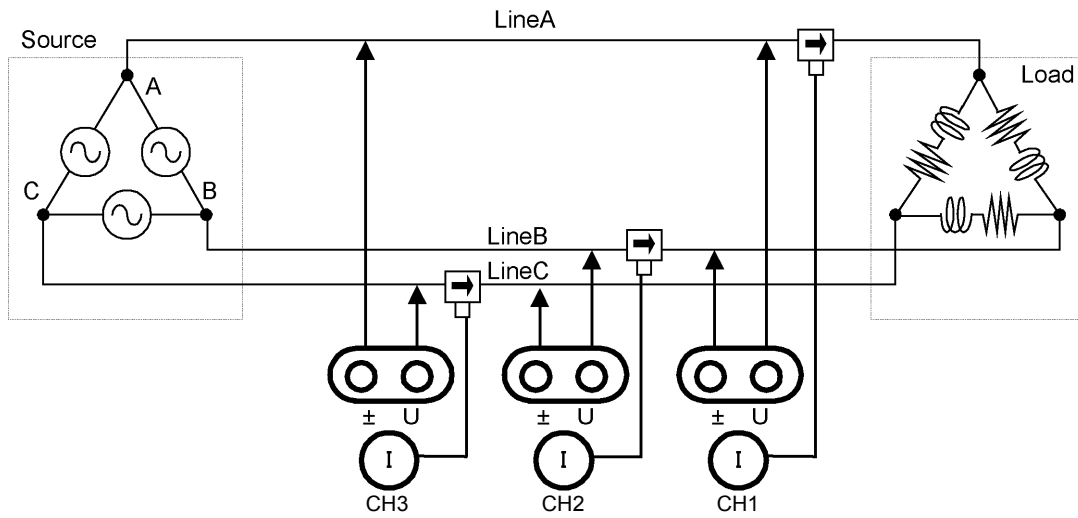 LineA
Source
Load
A
C
B
LineB
LineC
± U
± U
± U
I
I
I
CH3
CH2
CH1